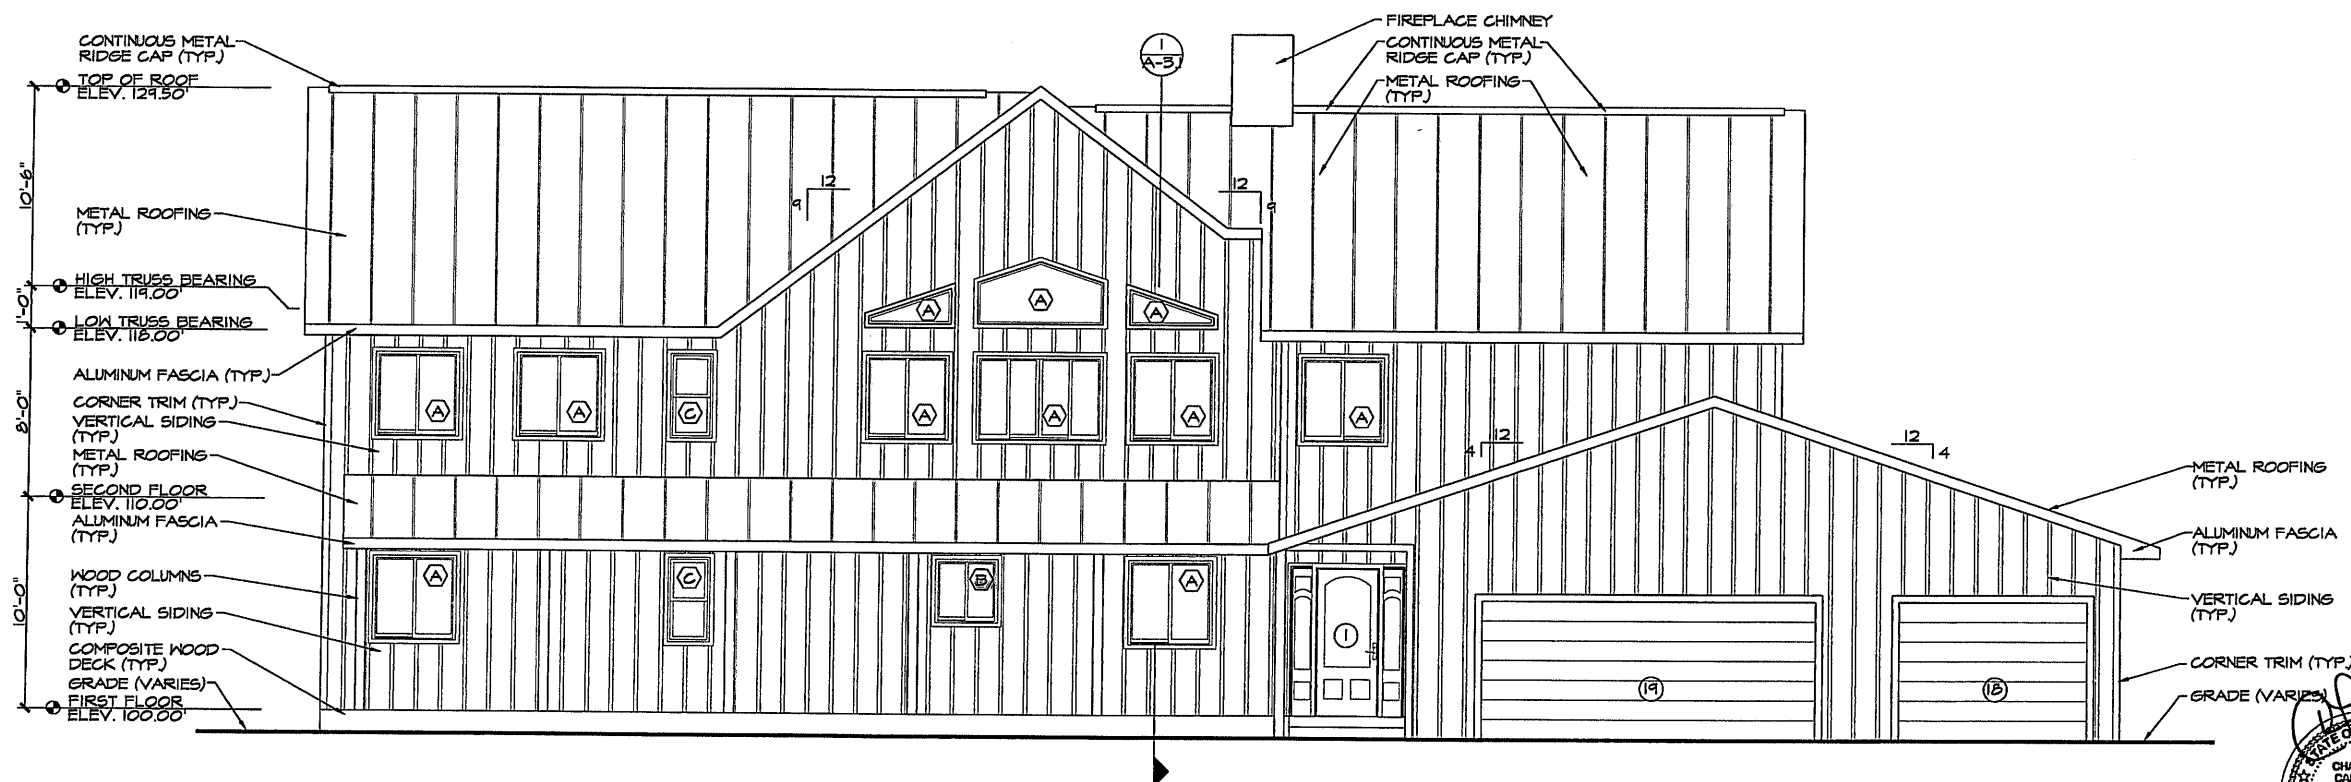 CONTINUOUS METAL
RIDGE CAP (TYP.)
TOP OF ROOF
ELEV. 129.50'
10'-6"
METAL ROOFING
(TYP.)
HIGH TRUSS BEARING
ELEV. 119.00'
1'-0"
LOW TRUSS BEARING
ELEV. 118.00'
ALUMINUM FASCIA (TYP.)
8'-0"
CORNER TRIM (TYP.)
VERTICAL SIDING
(TYP.)
METAL ROOFING
(TYP.)
SECOND FLOOR
ELEV. 110.00'
ALUMINUM FASCIA
(TYP.)
10'-0"
WOOD COLUMNS
(TYP.)
VERTICAL SIDING
(TYP.)
COMPOSITE WOOD
DECK (TYP.)
GRADE (VARIES)
FIRST FLOOR
ELEV. 100.00'
1
A-3.1
FIREPLACE CHIMNEY
CONTINUOUS METAL
RIDGE CAP (TYP.)
METAL ROOFING
(TYP.)
12
9
12
9
A
A
A
A
A
C
A
A
A
A
12
4
12
4
A
C
B
A
1
19
18
METAL ROOFING
(TYP.)
ALUMINUM FASCIA
(TYP.)
VERTICAL SIDING
(TYP.)
CORNER TRIM (TYP.)
GRADE (VARIES)
STATE O